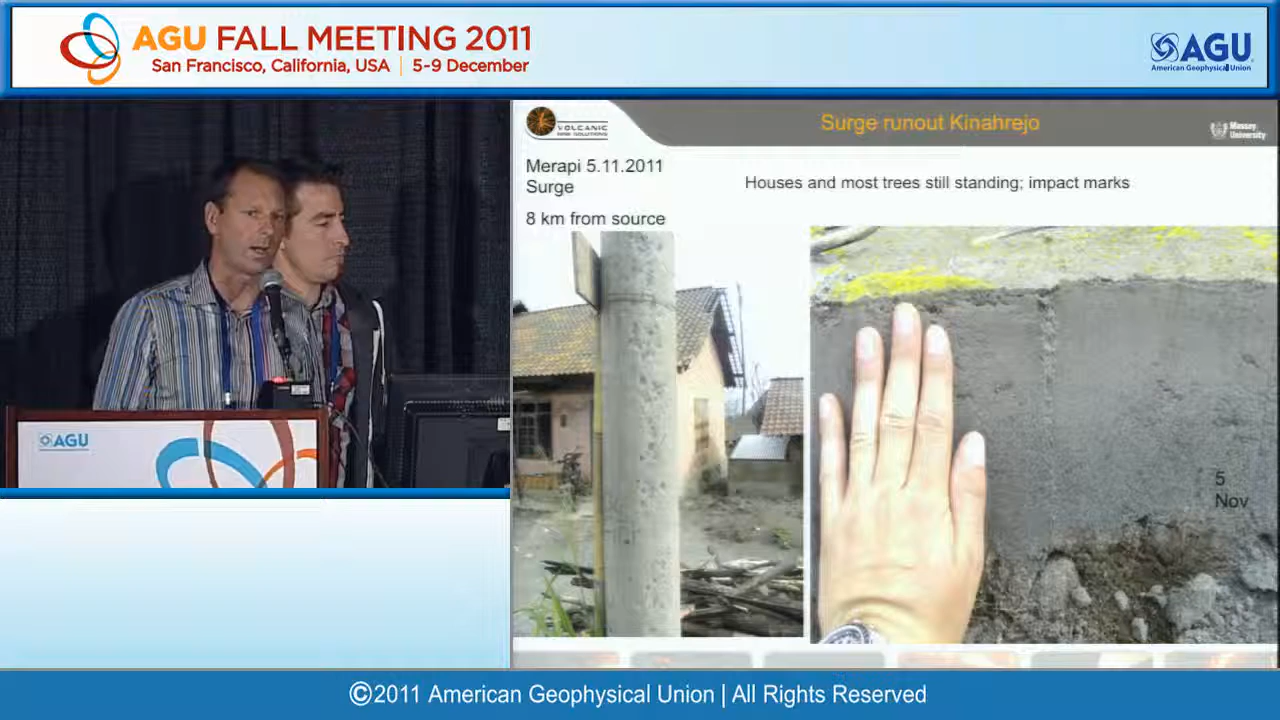 AGU FALL MEETING 2011
San Francisco, California, USA | 5-9 December
AGU
American Geophysical Union
VOLCANIC
RISK SOLUTIONS
Surge runout Kinahrejo
Massey
University
Merapi 5.11.2011
Surge
8 km from source
Houses and most trees still standing; impact marks
5
Nov
AGU
©2011 American Geophysical Union | All Rights Reserved